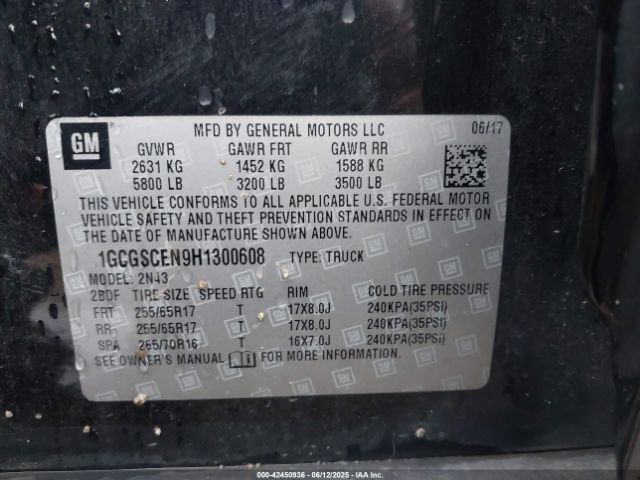 GM
MFD BY GENERAL MOTORS LLC 06/17
GVWR GAWR FRT GAWR RR
2631 KG 1452 KG 1588 KG
5800 LB 3200 LB 3500 LB
THIS VEHICLE CONFORMS TO ALL APPLICABLE U.S. FEDERAL MOTOR
VEHICLE SAFETY AND THEFT PREVENTION STANDARDS IN EFFECT ON
THE DATE OF MANUFACTURE SHOWN ABOVE.
1GCGSCEN9H1300608 TYPE: TRUCK
MODEL: 2N43
2BDF TIRE SIZE SPEED RTG RIM COLD TIRE PRESSURE
FRT 255/65R17 T 17X8.0J 240KPA(35PSI)
RR 255/65R17 T 17X8.0J 240KPA(35PSI)
SPA 265/70R16 T 16X7.0J 240KPA(35PSI)
SEE OWNER'S MANUAL FOR MORE INFORMATION.
000-42450936 - 06/12/2025 - IAAI.COM